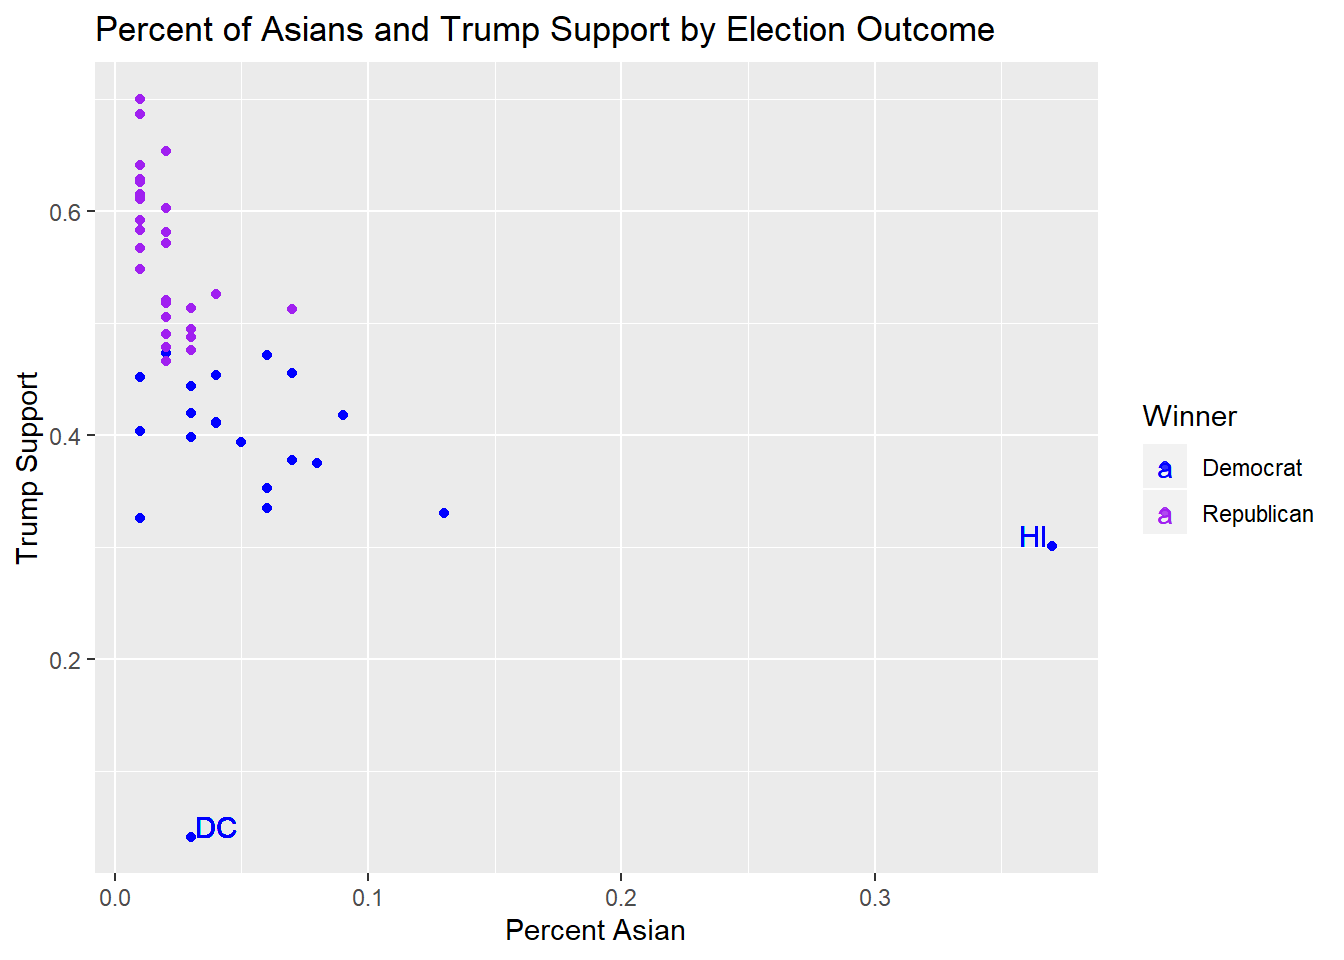 Percent of Asians and Trump Support by Election Outcome
0.6
0.4
0.2
Trump Support
HI
DC
0.0 0.1 0.2 0.3
Percent Asian
Winner
a Democrat
a Republican